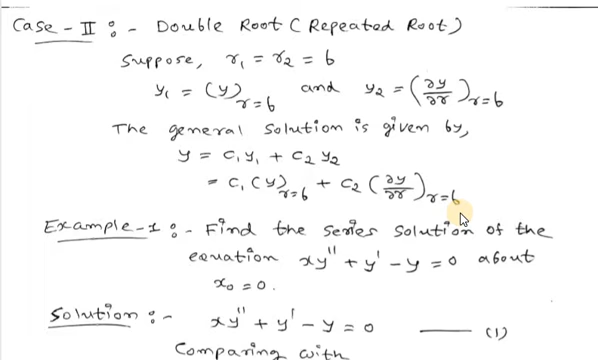 Case-II :- Double Root (Repeated Root)
Suppose, r₁ = r₂ = b
y₁ = (y)_{r=b} and y₂ = (∂y/∂r)_{r=b}
The general solution is given by,
y = c₁y₁ + c₂y₂
= c₁(y)_{r=b} + c₂(∂y/∂r)_{r=b}
Example-1 :- Find the series solution of the
equation xy'' + y' - y = 0 about
x₀ = 0.
Solution :- xy'' + y' - y = 0 —— (1)
Comparing with